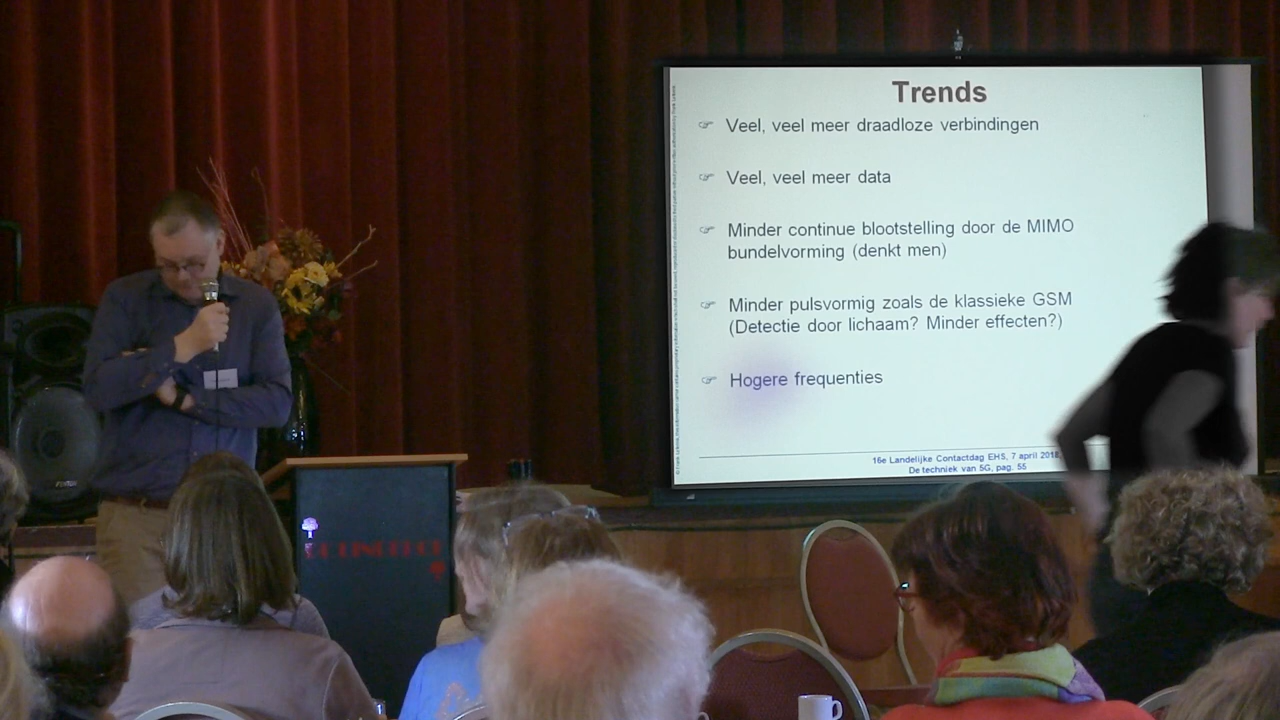 Trends
☞ Veel, veel meer draadloze verbindingen
☞ Veel, veel meer data
☞ Minder continue blootstelling door de MIMO
bundelvorming (denkt men)
☞ Minder pulsvormig zoals de klassieke GSM
(Detectie door lichaam? Minder effecten?)
☞ Hogere frequenties
16e Landelijke Contactdag EHS, 7 april 2018,
De techniek van 5G, pag. 55